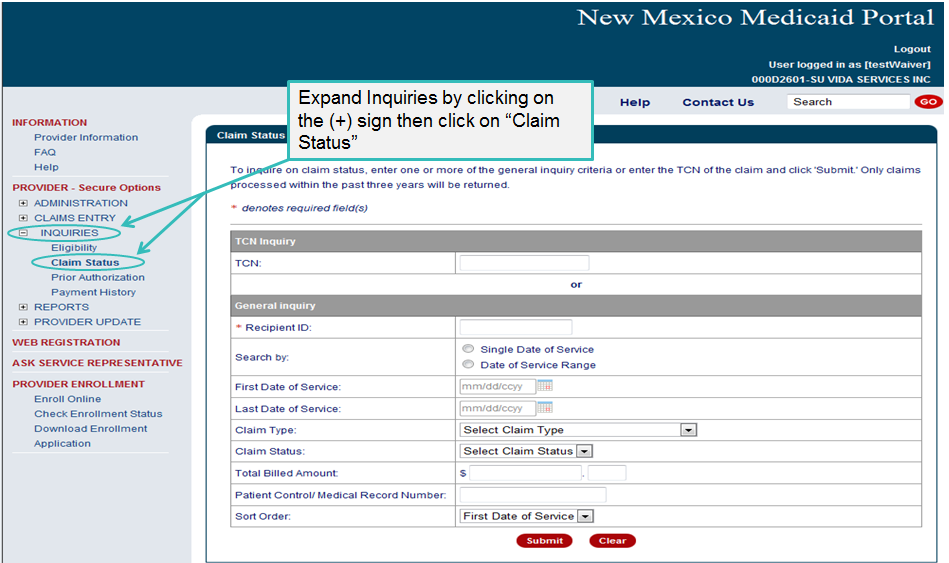 New Mexico Medicaid Portal
Logout
User logged in as [testWaiver]
000D2601-SU VIDA SERVICES INC
Help Contact Us Search GO
Expand Inquiries by clicking on
the (+) sign then click on “Claim
Status”
INFORMATION
Provider Information
FAQ
Help
PROVIDER - Secure Options
ADMINISTRATION
CLAIMS ENTRY
INQUIRIES
Eligibility
Claim Status
Prior Authorization
Payment History
REPORTS
PROVIDER UPDATE
WEB REGISTRATION
ASK SERVICE REPRESENTATIVE
PROVIDER ENROLLMENT
Enroll Online
Check Enrollment Status
Download Enrollment
Application
Claim Status
To inquire on claim status, enter one or more of the general inquiry criteria or enter the TCN of the claim and click 'Submit.' Only claims
processed within the past three years will be returned.
* denotes required field(s)
TCN Inquiry
TCN:
or
General inquiry
* Recipient ID:
Search by:
Single Date of Service
Date of Service Range
First Date of Service: mm/dd/ccyy
Last Date of Service: mm/dd/ccyy
Claim Type: Select Claim Type
Claim Status: Select Claim Status
Total Billed Amount: $ .
Patient Control/ Medical Record Number:
Sort Order: First Date of Service
Submit Clear